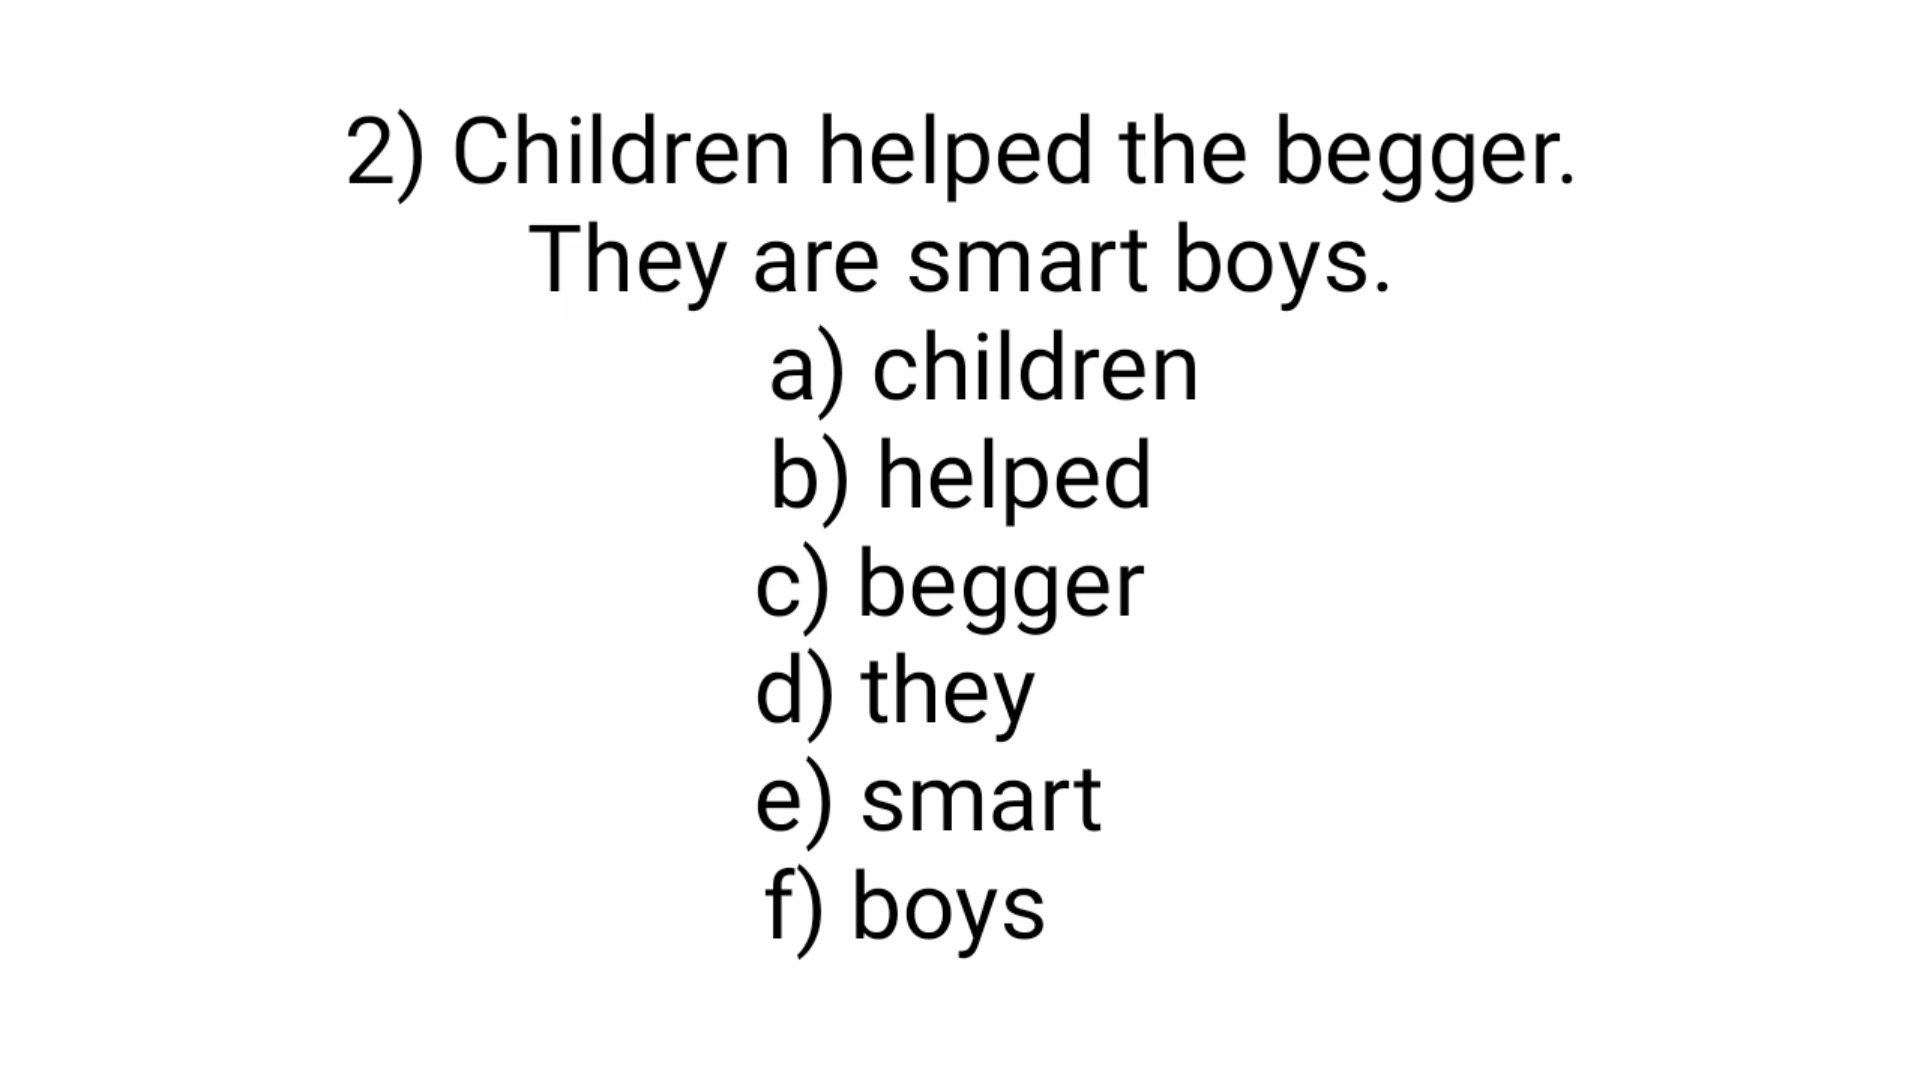 2) Children helped the begger.
They are smart boys.
a) children
b) helped
c) begger
d) they
e) smart
f) boys